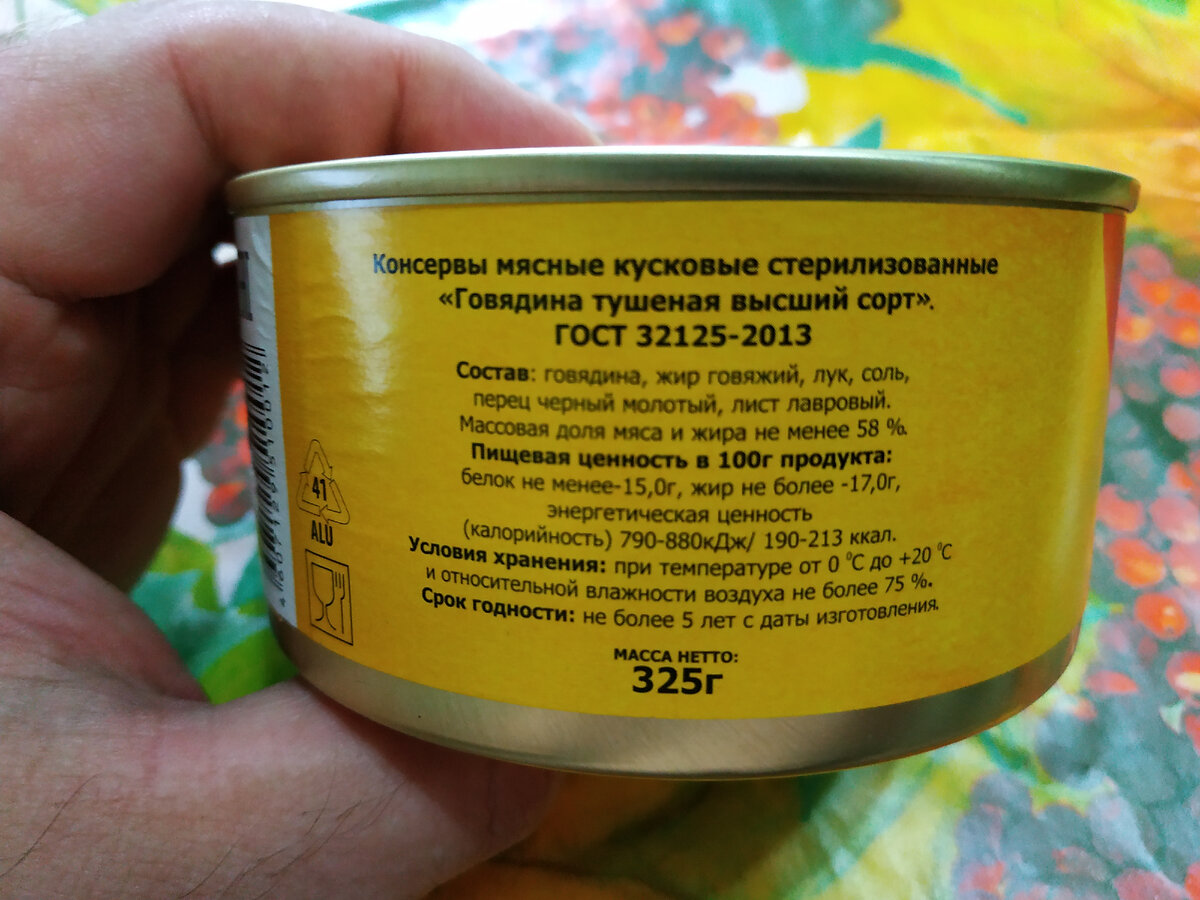 Консервы мясные кусковые стерилизованные
«Говядина тушеная высший сорт».
ГОСТ 32125-2013
Состав: говядина, жир говяжий, лук, соль,
перец черный молотый, лист лавровый.
Массовая доля мяса и жира не менее 58 %.
Пищевая ценность в 100г продукта:
белок не менее-15,0г, жир не более -17,0г,
энергетическая ценность
(калорийность) 790-880кДж/ 190-213 ккал.
Условия хранения: при температуре от 0 °С до +20 °С
и относительной влажности воздуха не более 75 %.
Срок годности: не более 5 лет с даты изготовления.
МАССА НЕТТО:
325г
41
ALU